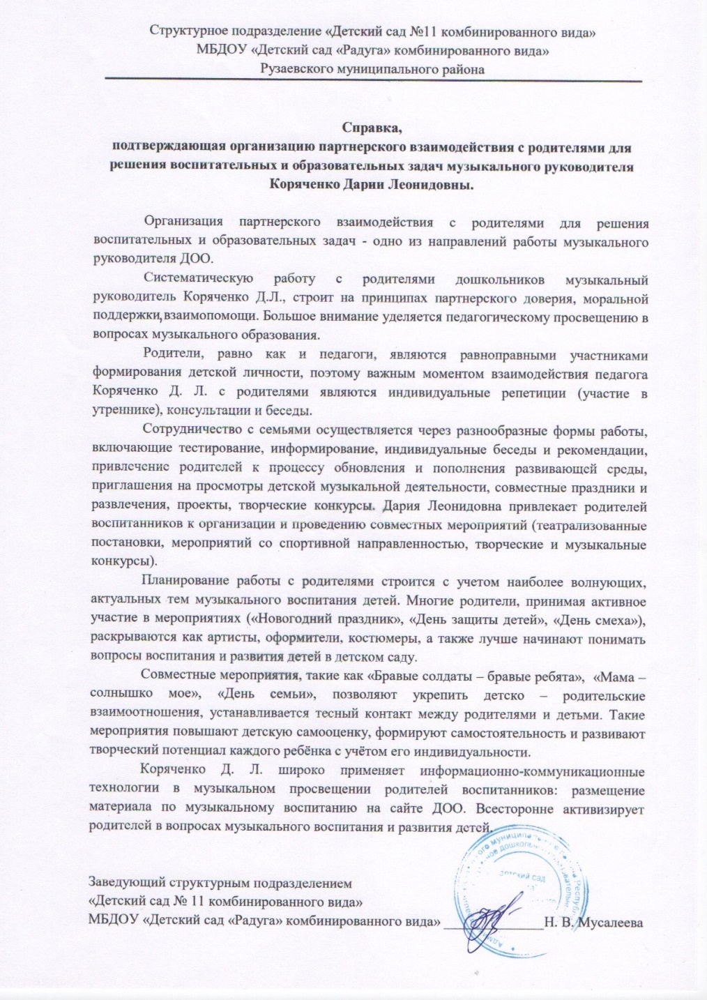 Структурное подразделение «Детский сад №11 комбинированного вида»
МБДОУ «Детский сад «Радуга» комбинированного вида»
Рузаевского муниципального района
Справка,
подтверждающая организацию партнерского взаимодействия с родителями для
решения воспитательных и образовательных задач музыкального руководителя
Коряченко Дарии Леонидовны.
Организация партнерского взаимодействия с родителями для решения
воспитательных и образовательных задач - одно из направлений работы музыкального
руководителя ДОО.
Систематическую работу с родителями дошкольников музыкальный
руководитель Коряченко Д.Л., строит на принципах партнерского доверия, моральной
поддержки,взаимопомощи. Большое внимание уделяется педагогическому просвещению в
вопросах музыкального образования.
Родители, равно как и педагоги, являются равноправными участниками
формирования детской личности, поэтому важным моментом взаимодействия педагога
Коряченко Д. Л. с родителями являются индивидуальные репетиции (участие в
утреннике), консультации и беседы.
Сотрудничество с семьями осуществляется через разнообразные формы работы,
включающие тестирование, информирование, индивидуальные беседы и рекомендации,
привлечение родителей к процессу обновления и пополнения развивающей среды,
приглашения на просмотры детской музыкальной деятельности, совместные праздники и
развлечения, проекты, творческие конкурсы. Дария Леонидовна привлекает родителей
воспитанников к организации и проведению совместных мероприятий (театрализованные
постановки, мероприятий со спортивной направленностью, творческие и музыкальные
конкурсы).
Планирование работы с родителями строится с учетом наиболее волнующих,
актуальных тем музыкального воспитания детей. Многие родители, принимая активное
участие в мероприятиях («Новогодний праздник», «День защиты детей», «День смеха»),
раскрываются как артисты, оформители, костюмеры, а также лучше начинают понимать
вопросы воспитания и развития детей в детском саду.
Совместные мероприятия, такие как «Бравые солдаты – бравые ребята», «Мама –
солнышко мое», «День семьи», позволяют укрепить детско – родительские
взаимоотношения, устанавливается тесный контакт между родителями и детьми. Такие
мероприятия повышают детскую самооценку, формируют самостоятельность и развивают
творческий потенциал каждого ребёнка с учётом его индивидуальности.
Коряченко Д. Л. широко применяет информационно-коммуникационные
технологии в музыкальном просвещении родителей воспитанников: размещение
материала по музыкальному воспитанию на сайте ДОО. Всесторонне активизирует
родителей в вопросах музыкального воспитания и развития детей.
Заведующий структурным подразделением
«Детский сад № 11 комбинированного вида»
МБДОУ «Детский сад «Радуга» комбинированного вида» ______________Н. В. Мусалеева